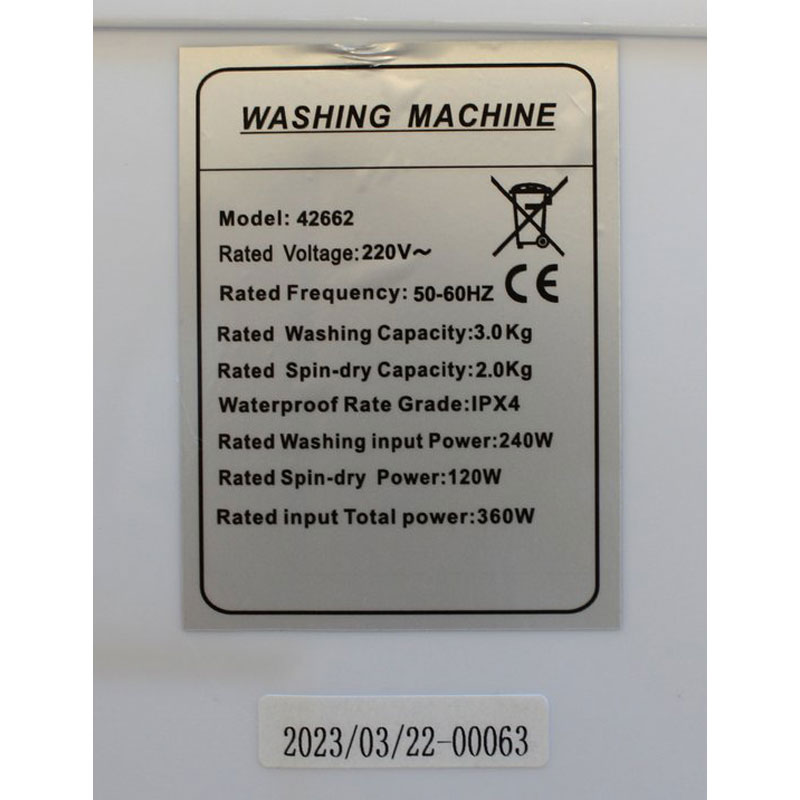 WASHING MACHINE
Model: 42662
Rated Voltage:220V~
Rated Frequency: 50-60HZ
CE
Rated Washing Capacity:3.0Kg
Rated Spin-dry Capacity:2.0Kg
Waterproof Rate Grade:IPX4
Rated Washing input Power:240W
Rated Spin-dry Power:120W
Rated input Total power:360W
2023/03/22-00063